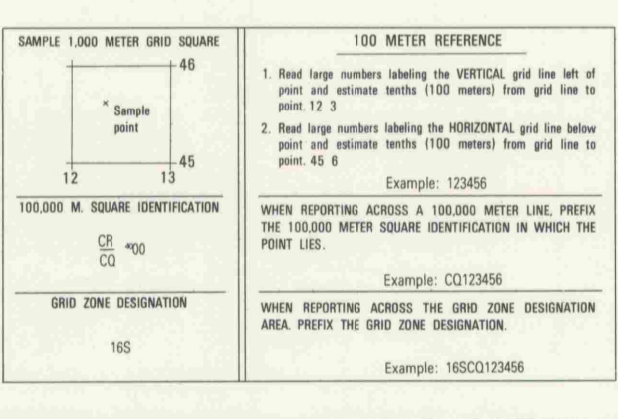 SAMPLE 1,000 METER GRID SQUARE
46
Sample
point
45
12 13
100,000 M. SQUARE IDENTIFICATION
CR
CQ
⁴⁰00
GRID ZONE DESIGNATION
16S
100 METER REFERENCE
1. Read large numbers labeling the VERTICAL grid line left of
point and estimate tenths (100 meters) from grid line to
point. 12 3
2. Read large numbers labeling the HORIZONTAL grid line below
point and estimate tenths (100 meters) from grid line to
point. 45 6
Example: 123456
WHEN REPORTING ACROSS A 100,000 METER LINE, PREFIX
THE 100,000 METER SQUARE IDENTIFICATION IN WHICH THE
POINT LIES.
Example: CQ123456
WHEN REPORTING ACROSS THE GRID ZONE DESIGNATION
AREA. PREFIX THE GRID ZONE DESIGNATION.
Example: 16SCQ123456